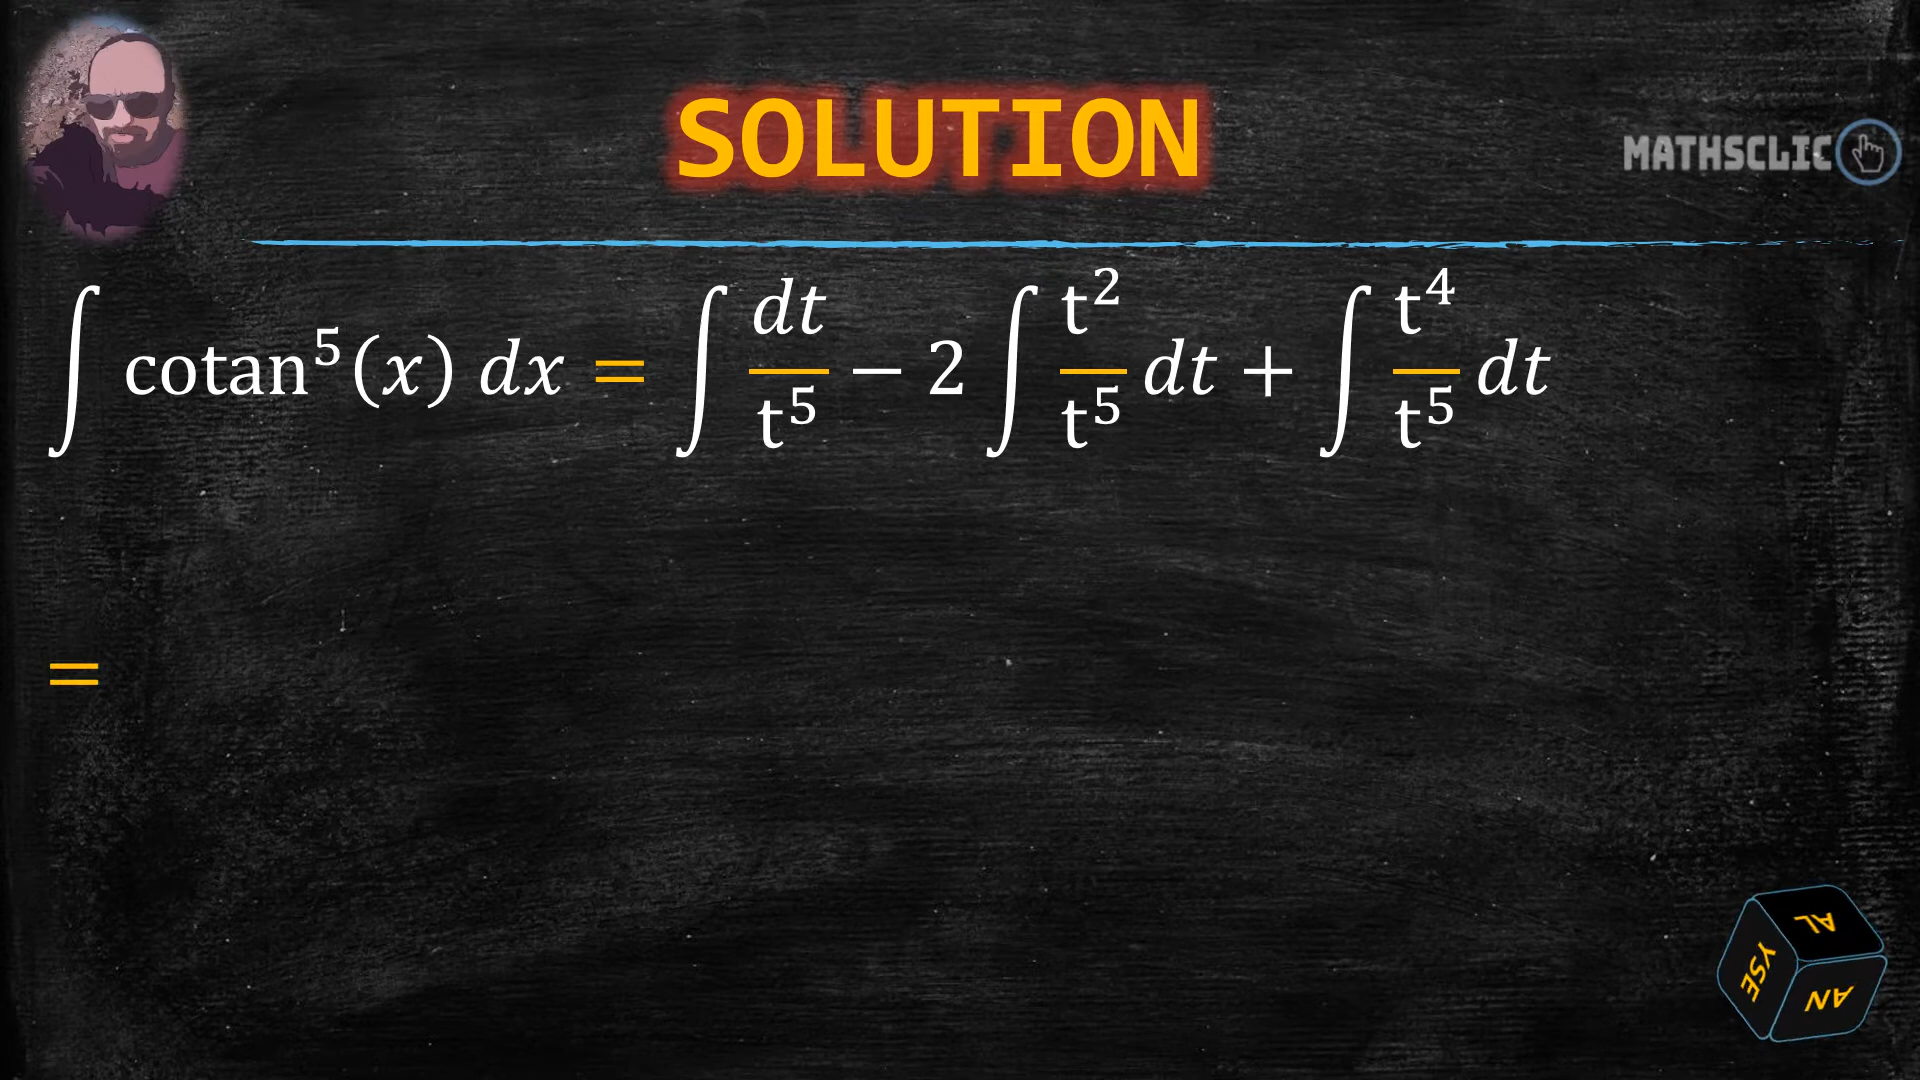 SOLUTION
MATHSCLIC
∫ cotan⁵(x) dx = ∫ dt/t⁵ − 2 ∫ t²/t⁵ dt + ∫ t⁴/t⁵ dt
=
AL
YSE
AN